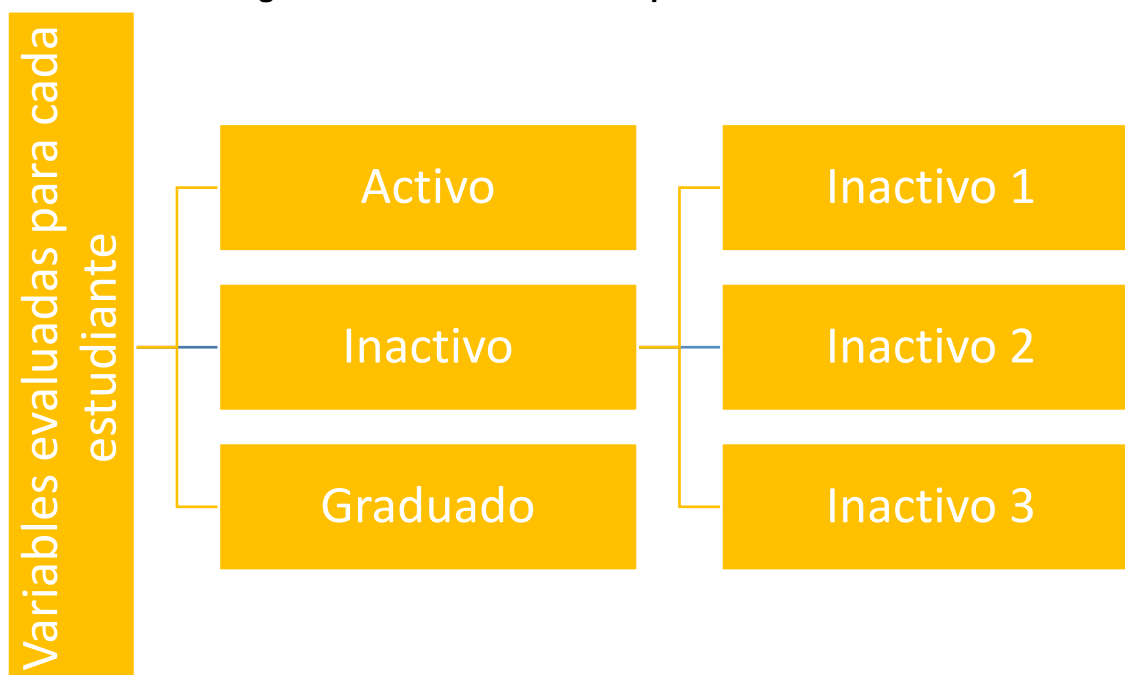 Variables evaluadas para cada
estudiante
Activo
Inactivo
Graduado
Inactivo 1
Inactivo 2
Inactivo 3